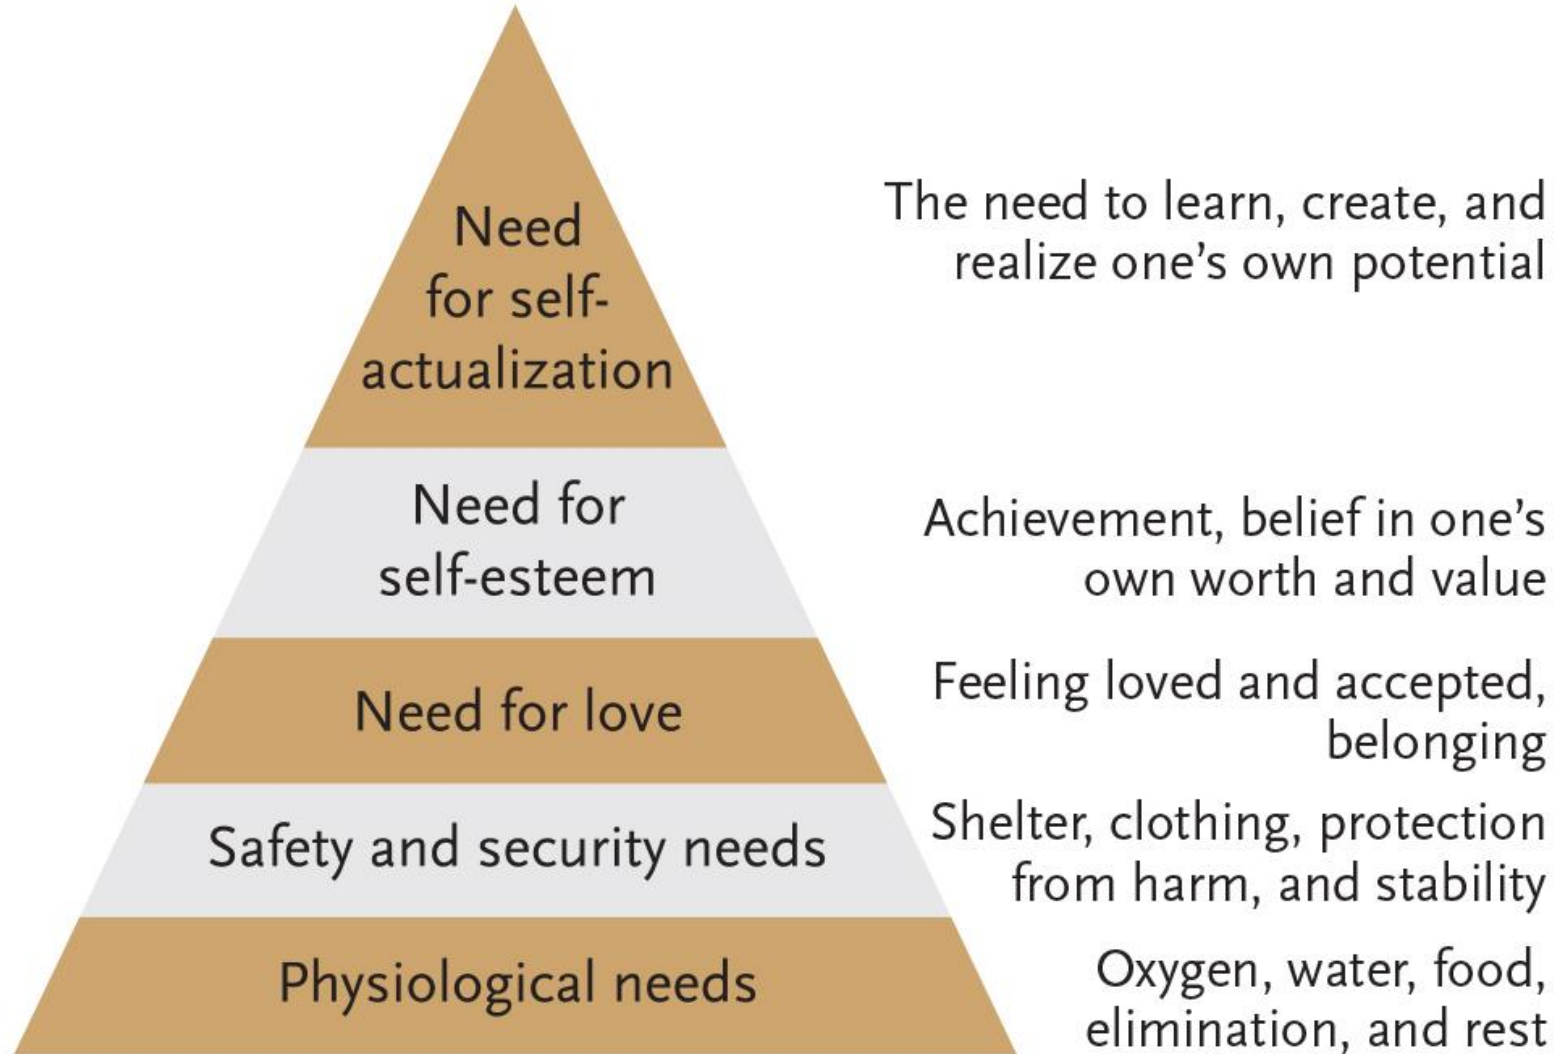 Need
for self-
actualization
The need to learn, create, and
realize one’s own potential
Need for
self-esteem
Achievement, belief in one’s
own worth and value
Need for love
Feeling loved and accepted,
belonging
Safety and security needs
Shelter, clothing, protection
from harm, and stability
Physiological needs
Oxygen, water, food,
elimination, and rest